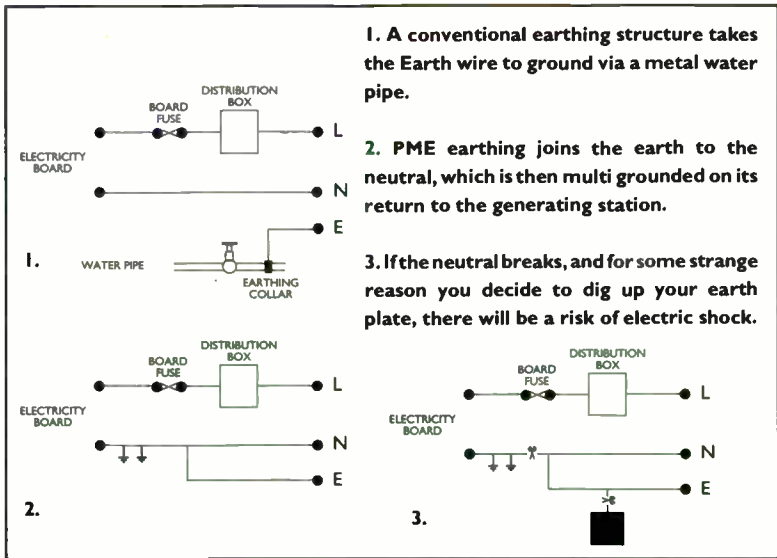 1. A conventional earthing structure takes
the Earth wire to ground via a metal water
pipe.
2. PME earthing joins the earth to the
neutral, which is then multi grounded on its
return to the generating station.
3. If the neutral breaks, and for some strange
reason you decide to dig up your earth
plate, there will be a risk of electric shock.
DISTRIBUTION
BOX
BOARD
FUSE
L
ELECTRICITY
BOARD
N
E
1.
WATER PIPE
EARTHING
COLLAR
DISTRIBUTION
BOX
BOARD
FUSE
L
ELECTRICITY
BOARD
N
E
2.
DISTRIBUTION
BOX
BOARD
FUSE
L
ELECTRICITY
BOARD
N
E
3.